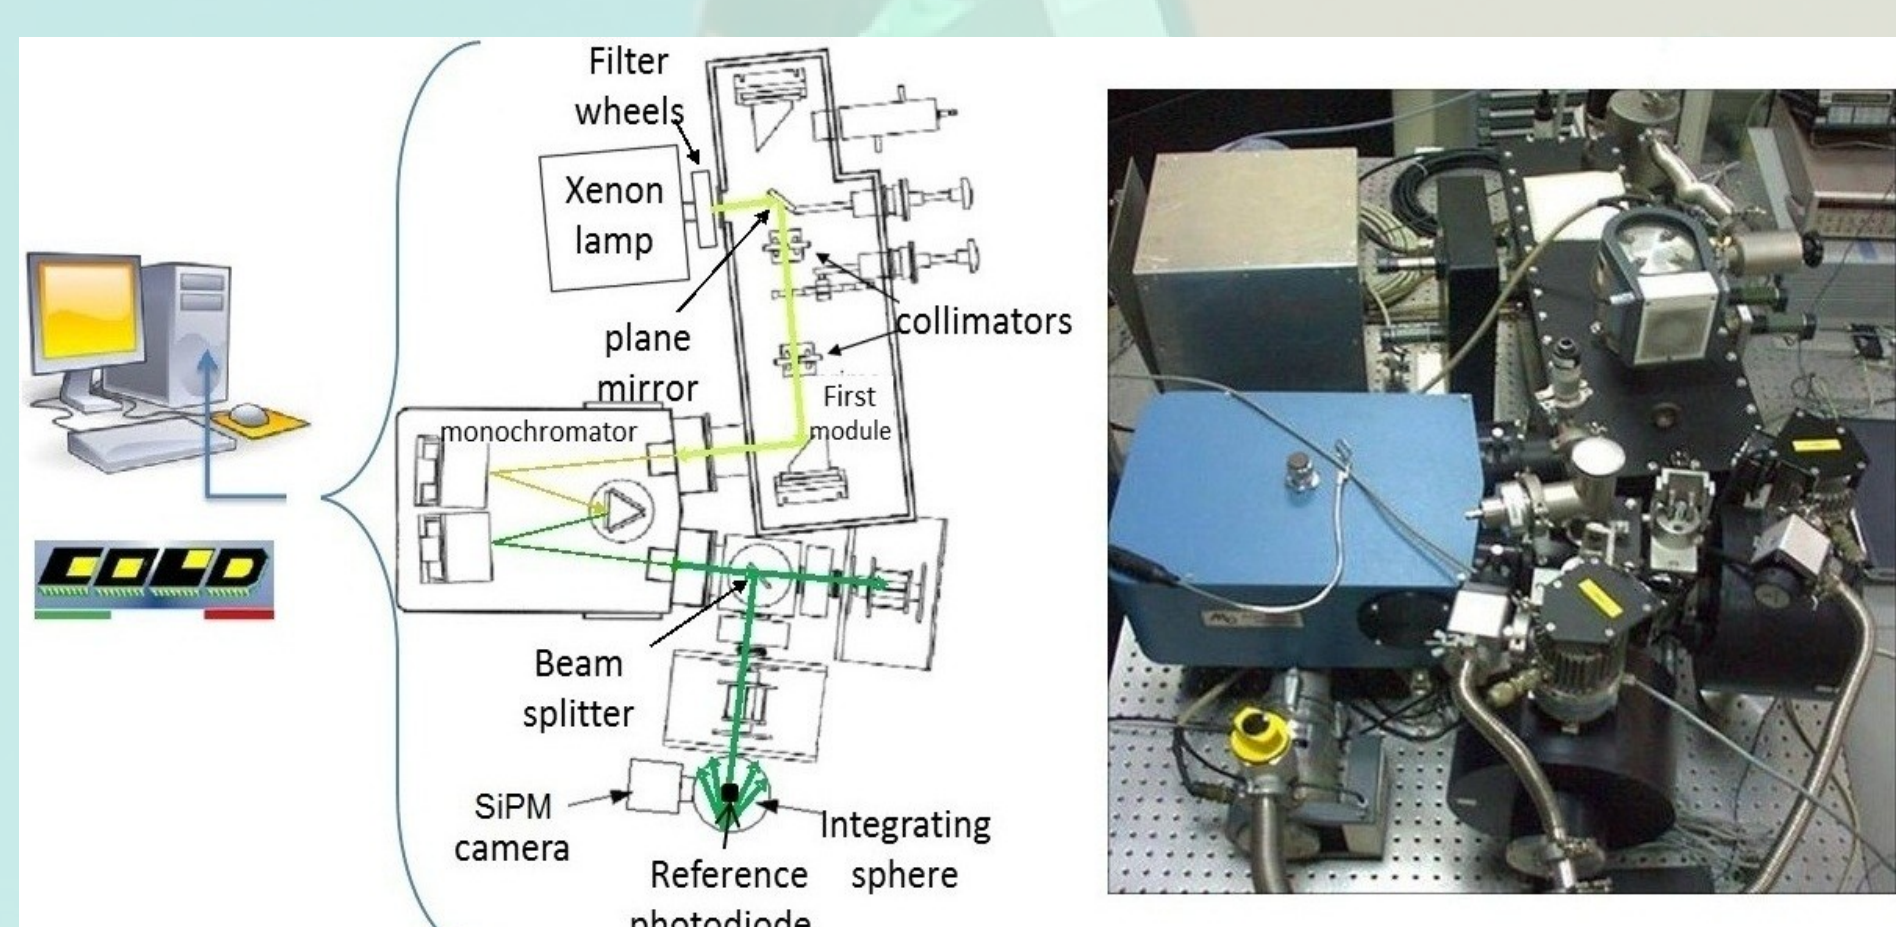 Filter
wheels
Xenon
lamp
plane
mirror
collimators
First
module
monochromator
COLD
Beam
splitter
SiPM
camera
Integrating
sphere
Reference
photodiode